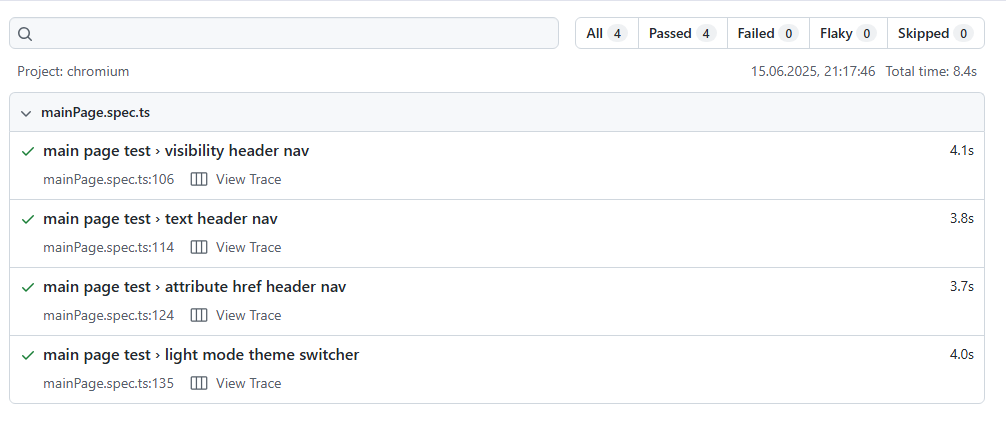 All 4 Passed 4 Failed 0 Flaky 0 Skipped 0
Project: chromium 15.06.2025, 21:17:46 Total time: 8.4s
mainPage.spec.ts
main page test › visibility header nav 4.1s
mainPage.spec.ts:106 View Trace
main page test › text header nav 3.8s
mainPage.spec.ts:114 View Trace
main page test › attribute href header nav 3.7s
mainPage.spec.ts:124 View Trace
main page test › light mode theme switcher 4.0s
mainPage.spec.ts:135 View Trace